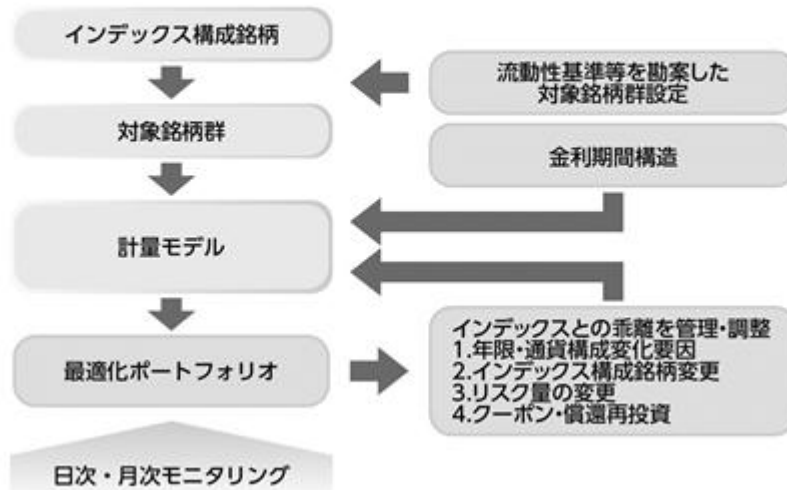 インデックス構成銘柄
流動性基準等を勘案した
対象銘柄群設定
対象銘柄群
金利期間構造
計量モデル
最適化ポートフォリオ
インデックスとの乖離を管理・調整
1.年限・通貨構成変化要因
2.インデックス構成銘柄変更
3.リスク量の変更
4.クーポン・償還再投資
日次・月次モニタリング